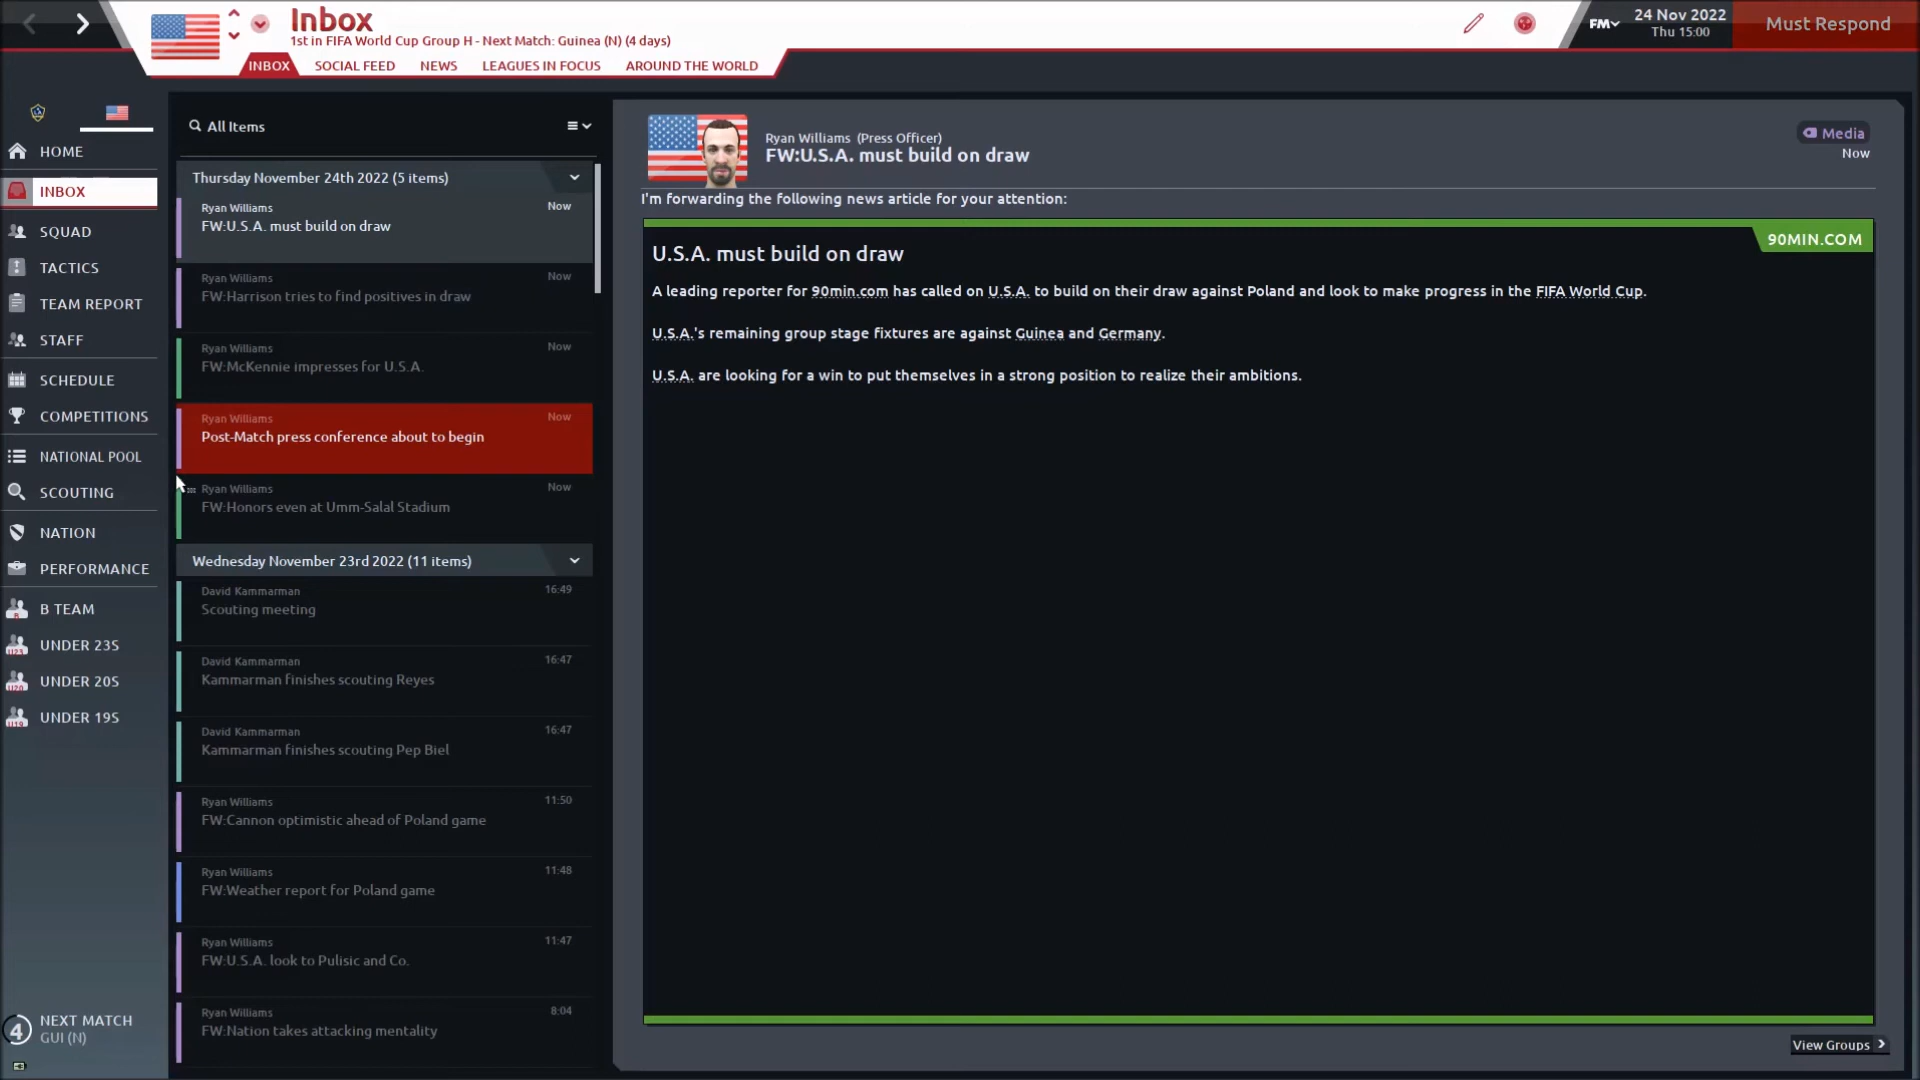 Inbox
1st in FIFA World Cup Group H - Next Match: Guinea (N) (4 days)
FM
24 Nov 2022
Thu 15:00
Must Respond
INBOX
SOCIAL FEED
NEWS
LEAGUES IN FOCUS
AROUND THE WORLD
HOME
INBOX
SQUAD
TACTICS
TEAM REPORT
STAFF
SCHEDULE
COMPETITIONS
NATIONAL POOL
SCOUTING
NATION
PERFORMANCE
B TEAM
UNDER 23S
UNDER 20S
UNDER 19S
4
NEXT MATCH
GUI (N)
All Items
Thursday November 24th 2022 (5 items)
Ryan Williams Now
FW:U.S.A. must build on draw
Ryan Williams Now
FW:Harrison tries to find positives in draw
Ryan Williams Now
FW:McKennie impresses for U.S.A.
Ryan Williams Now
Post-Match press conference about to begin
Ryan Williams Now
FW:Honors even at Umm-Salal Stadium
Wednesday November 23rd 2022 (11 items)
David Kammarman 16:49
Scouting meeting
David Kammarman 16:47
Kammarman finishes scouting Reyes
David Kammarman 16:47
Kammarman finishes scouting Pep Biel
Ryan Williams 11:50
FW:Cannon optimistic ahead of Poland game
Ryan Williams 11:48
FW:Weather report for Poland game
Ryan Williams 11:47
FW:U.S.A. look to Pulisic and Co.
Ryan Williams 8:04
FW:Nation takes attacking mentality
Ryan Williams (Press Officer)
FW:U.S.A. must build on draw
Media
Now
I'm forwarding the following news article for your attention:
90MIN.COM
U.S.A. must build on draw
A leading reporter for 90min.com has called on U.S.A. to build on their draw against Poland and look to make progress in the FIFA World Cup.
U.S.A.'s remaining group stage fixtures are against Guinea and Germany.
U.S.A. are looking for a win to put themselves in a strong position to realize their ambitions.
View Groups